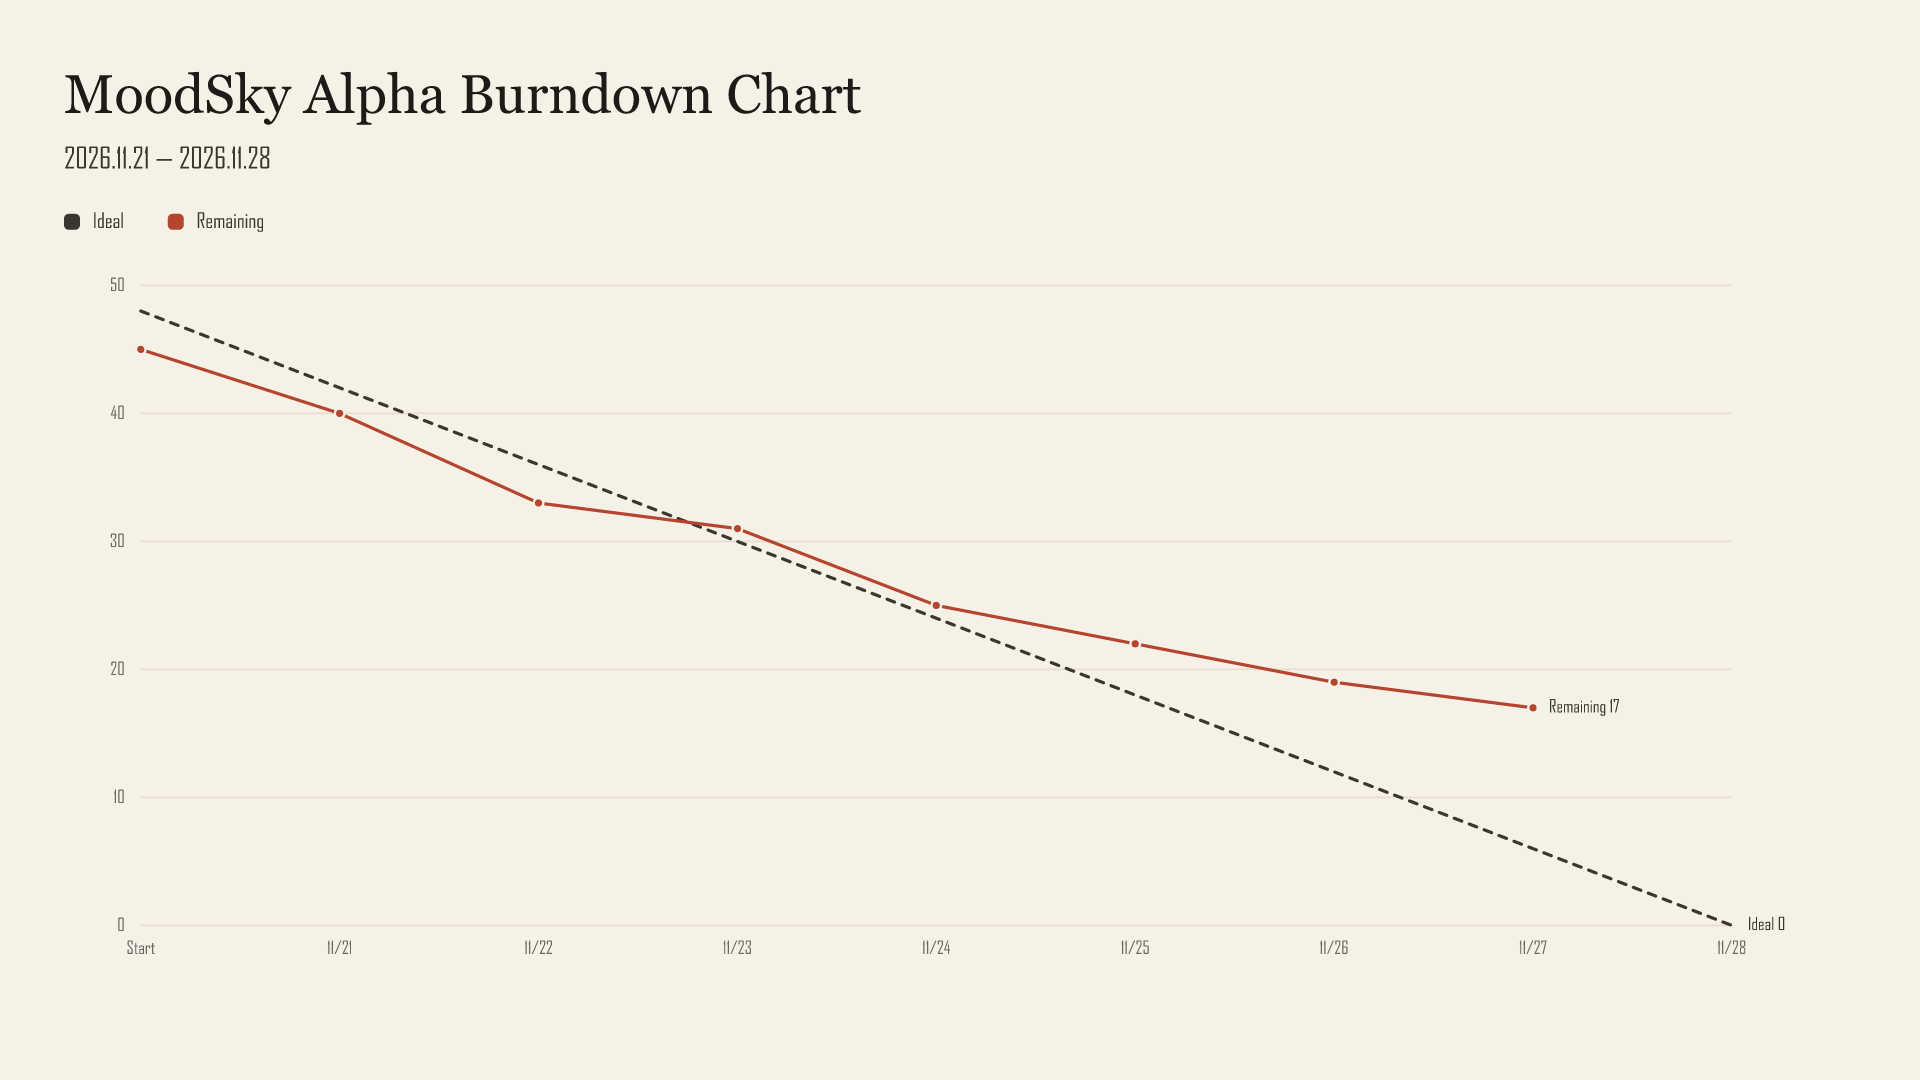 MoodSky Alpha Burndown Chart
2026.11.21 — 2026.11.28
Ideal Remaining
50
40
30
20
10
0
Remaining 17
Ideal 0
Start 11/21 11/22 11/23 11/24 11/25 11/26 11/27 11/28